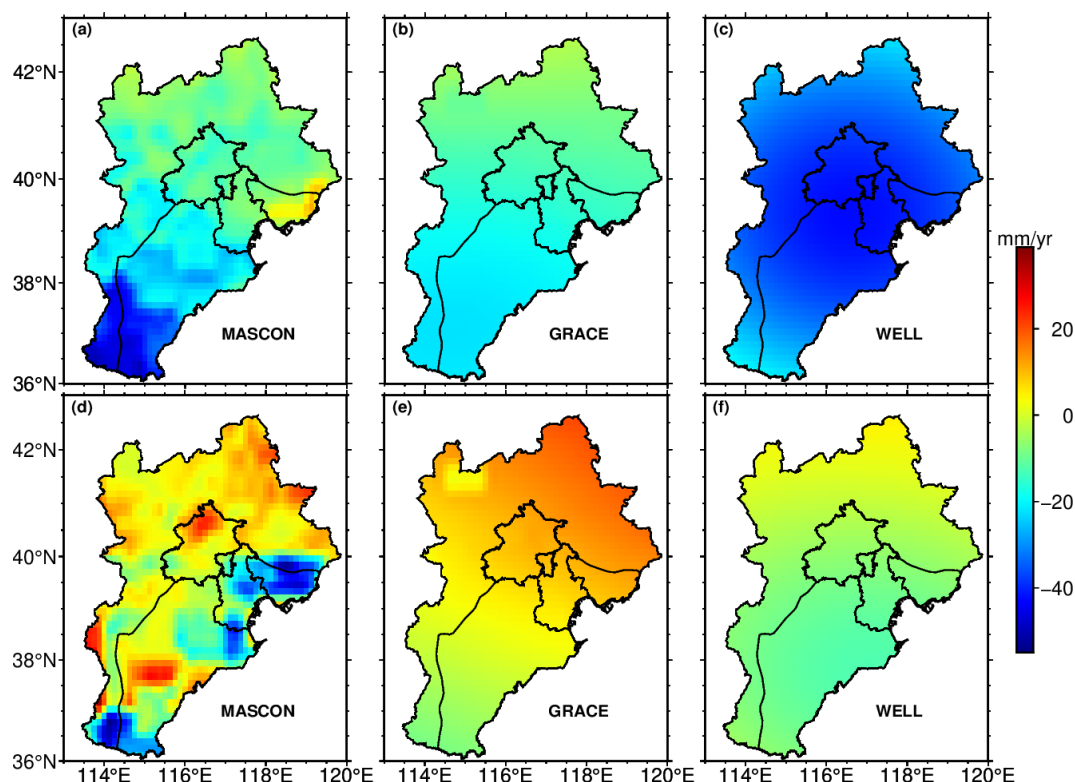 (a) (b) (c)
42°N
40°N
38°N
36°N
MASCON GRACE WELL
mm/yr
20
0
−20
−40
(d) (e) (f)
42°N
40°N
38°N
36°N
MASCON GRACE WELL
114°E 116°E 118°E 120°E 114°E 116°E 118°E 120°E 114°E 116°E 118°E 120°E